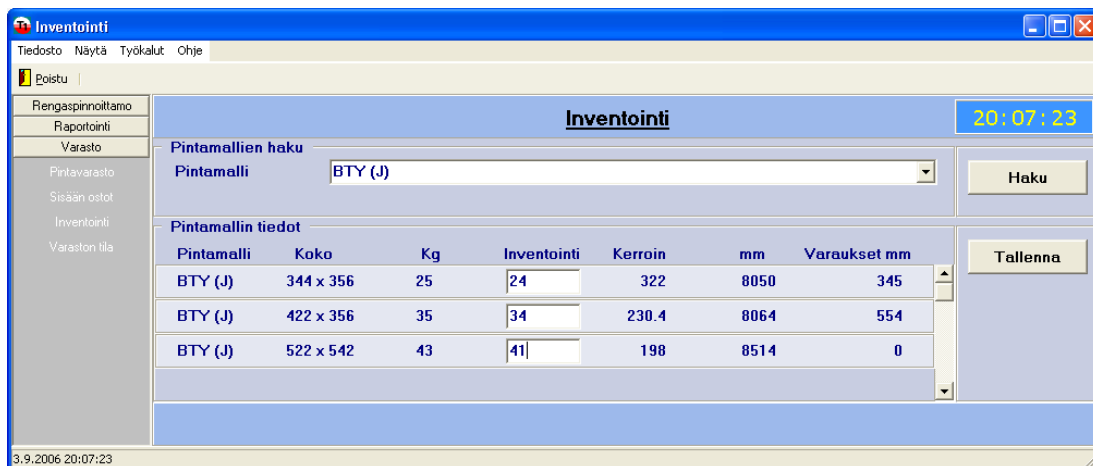 Inventointi
Tiedosto Näytä Työkalut Ohje
Poistu
Rengaspinnoittamo
Raportointi
Varasto
Pintavarasto
Sisään ostot
Inventointi
Varaston tila
Inventointi
20:07:23
Pintamallien haku
Pintamalli BTY (J)
Haku
Pintamallin tiedot
Pintamalli Koko Kg Inventointi Kerroin mm Varaukset mm
BTY (J) 344 x 356 25 24 322 8050 345
BTY (J) 422 x 356 35 34 230.4 8064 554
BTY (J) 522 x 542 43 41 198 8514 0
Tallenna
3.9.2006 20:07:23